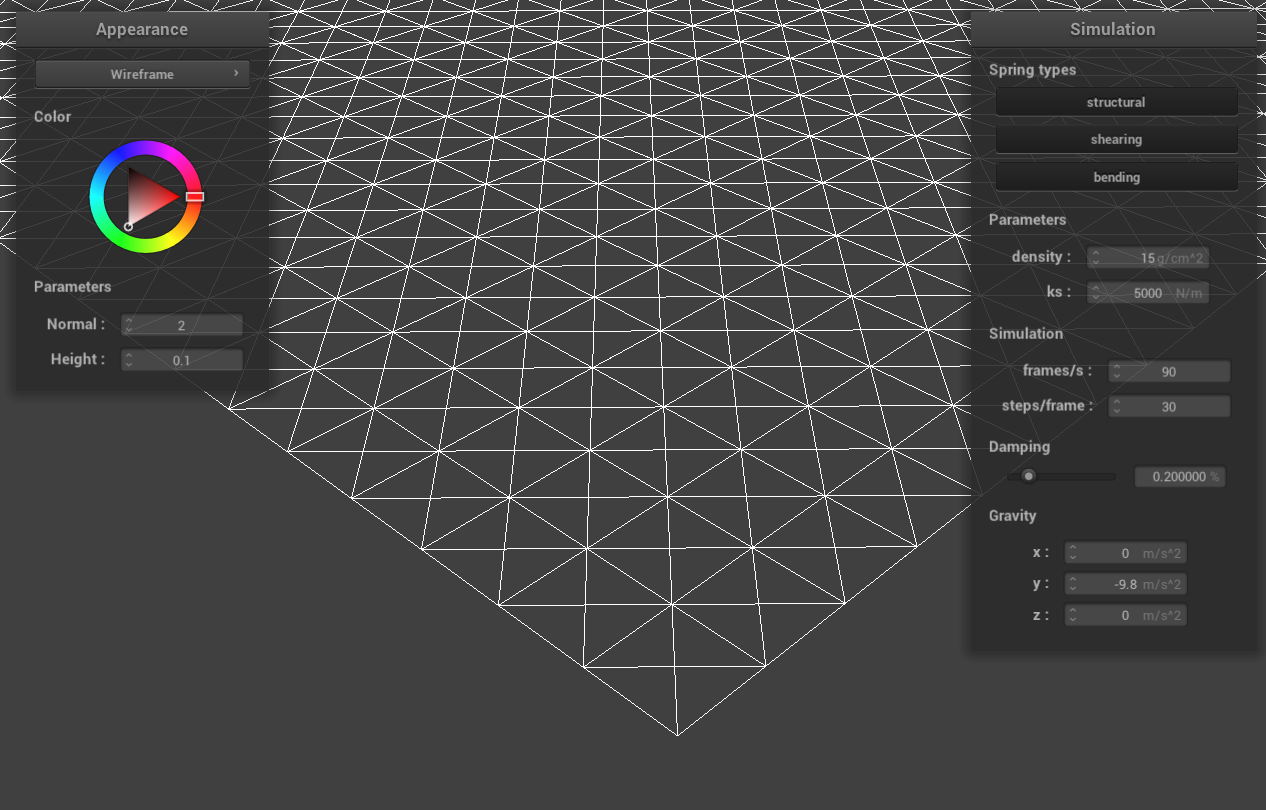 Appearance
Wireframe ›
Color
Parameters
Normal : 2
Height : 0.1
Simulation
Spring types
structural
shearing
bending
Parameters
density : 15 g/cm^2
ks : 5000 N/m
Simulation
frames/s : 90
steps/frame : 30
Damping
0.200000 %
Gravity
x : 0 m/s^2
y : -9.8 m/s^2
z : 0 m/s^2